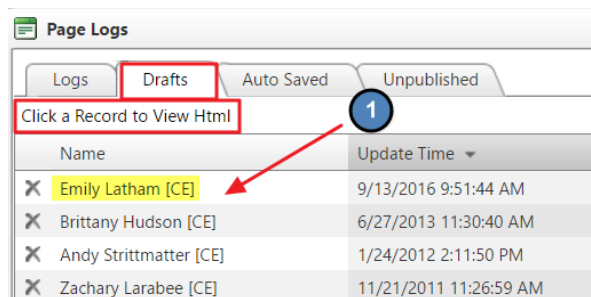 Page Logs
Logs Drafts Auto Saved Unpublished
Click a Record to View Html
1
Name Update Time
Emily Latham [CE] 9/13/2016 9:51:44 AM
Brittany Hudson [CE] 6/27/2013 11:30:40 AM
Andy Strittmatter [CE] 1/24/2012 2:11:50 PM
Zachary Larabee [CE] 11/21/2011 11:26:59 AM